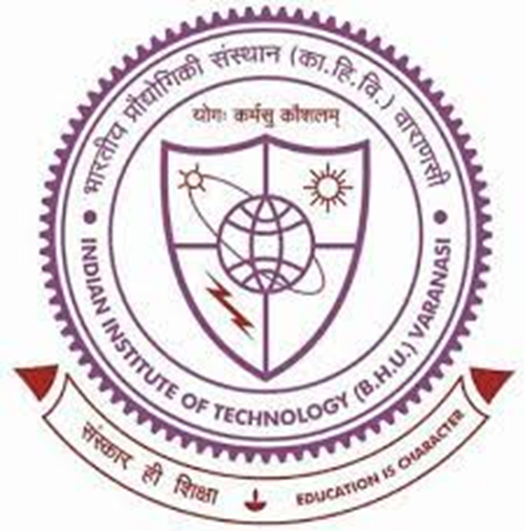 भारतीय प्रौद्योगिकी संस्थान (का.हि.वि.) वाराणसी
योगः कर्मसु कौशलम्
INDIAN INSTITUTE OF TECHNOLOGY (B.H.U.) VARANASI
संस्कार ही शिक्षा
EDUCATION IS CHARACTER